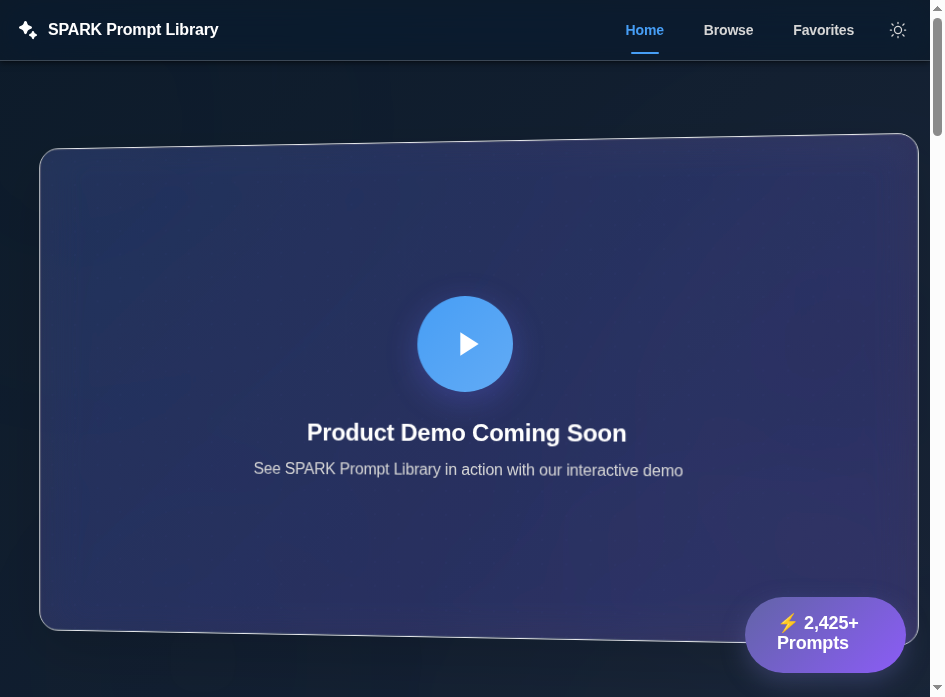 SPARK Prompt Library
Home
Browse
Favorites
Product Demo Coming Soon
See SPARK Prompt Library in action with our interactive demo
⚡ 2,425+
Prompts